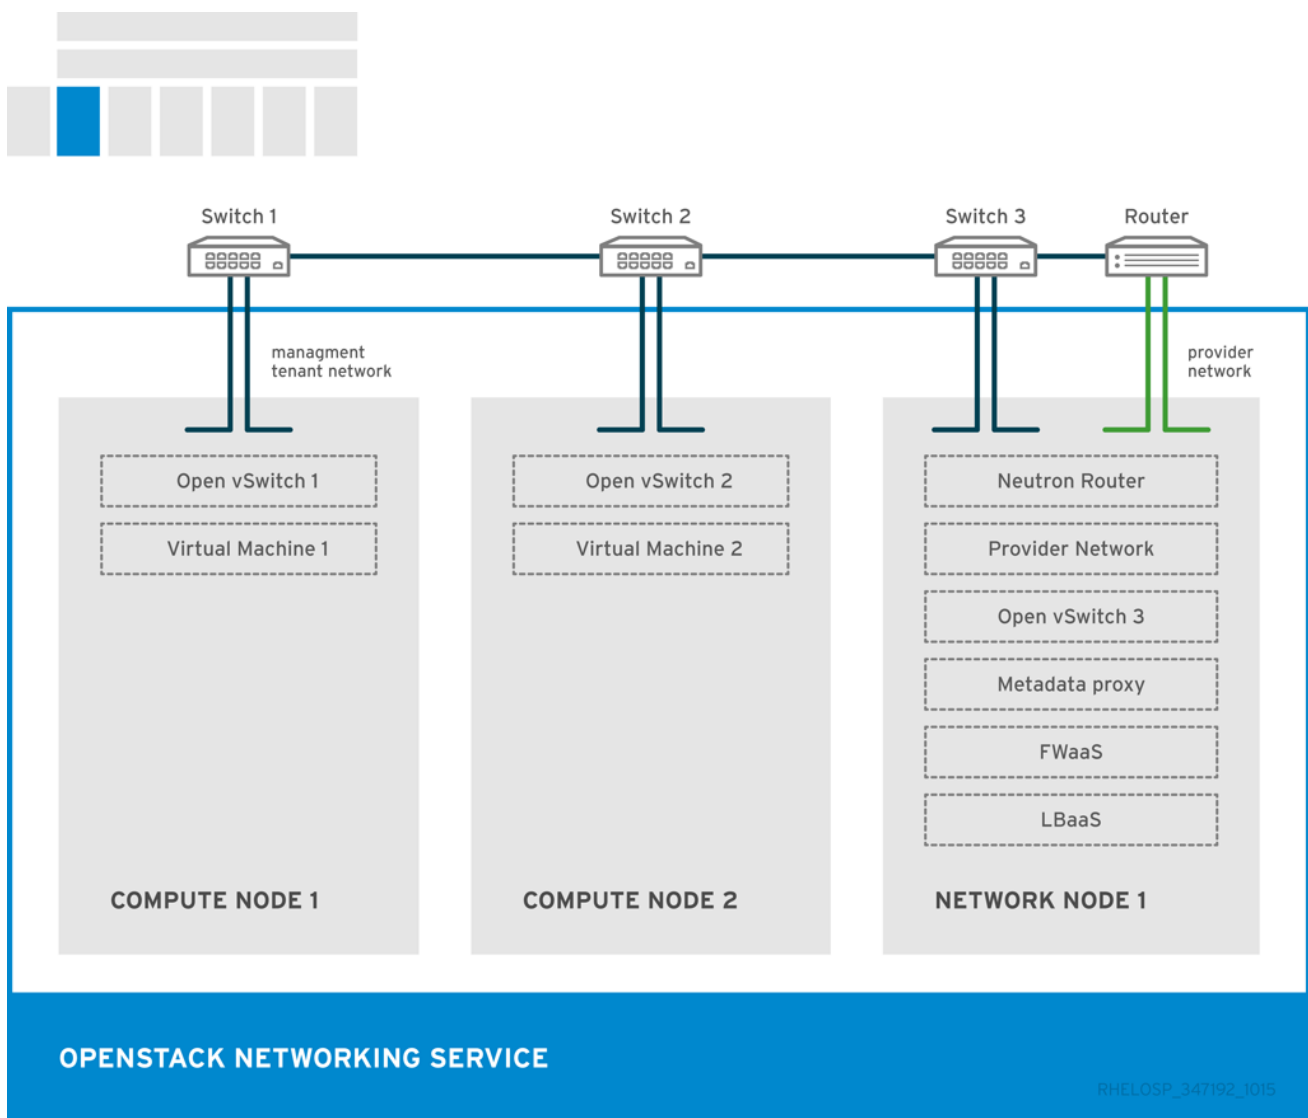 Switch 1
Switch 2
Switch 3
Router
managment
tenant network
provider
network
Open vSwitch 1
Virtual Machine 1
COMPUTE NODE 1
Open vSwitch 2
Virtual Machine 2
COMPUTE NODE 2
Neutron Router
Provider Network
Open vSwitch 3
Metadata proxy
FWaaS
LBaaS
NETWORK NODE 1
OPENSTACK NETWORKING SERVICE
RHELOSP_347192_1015